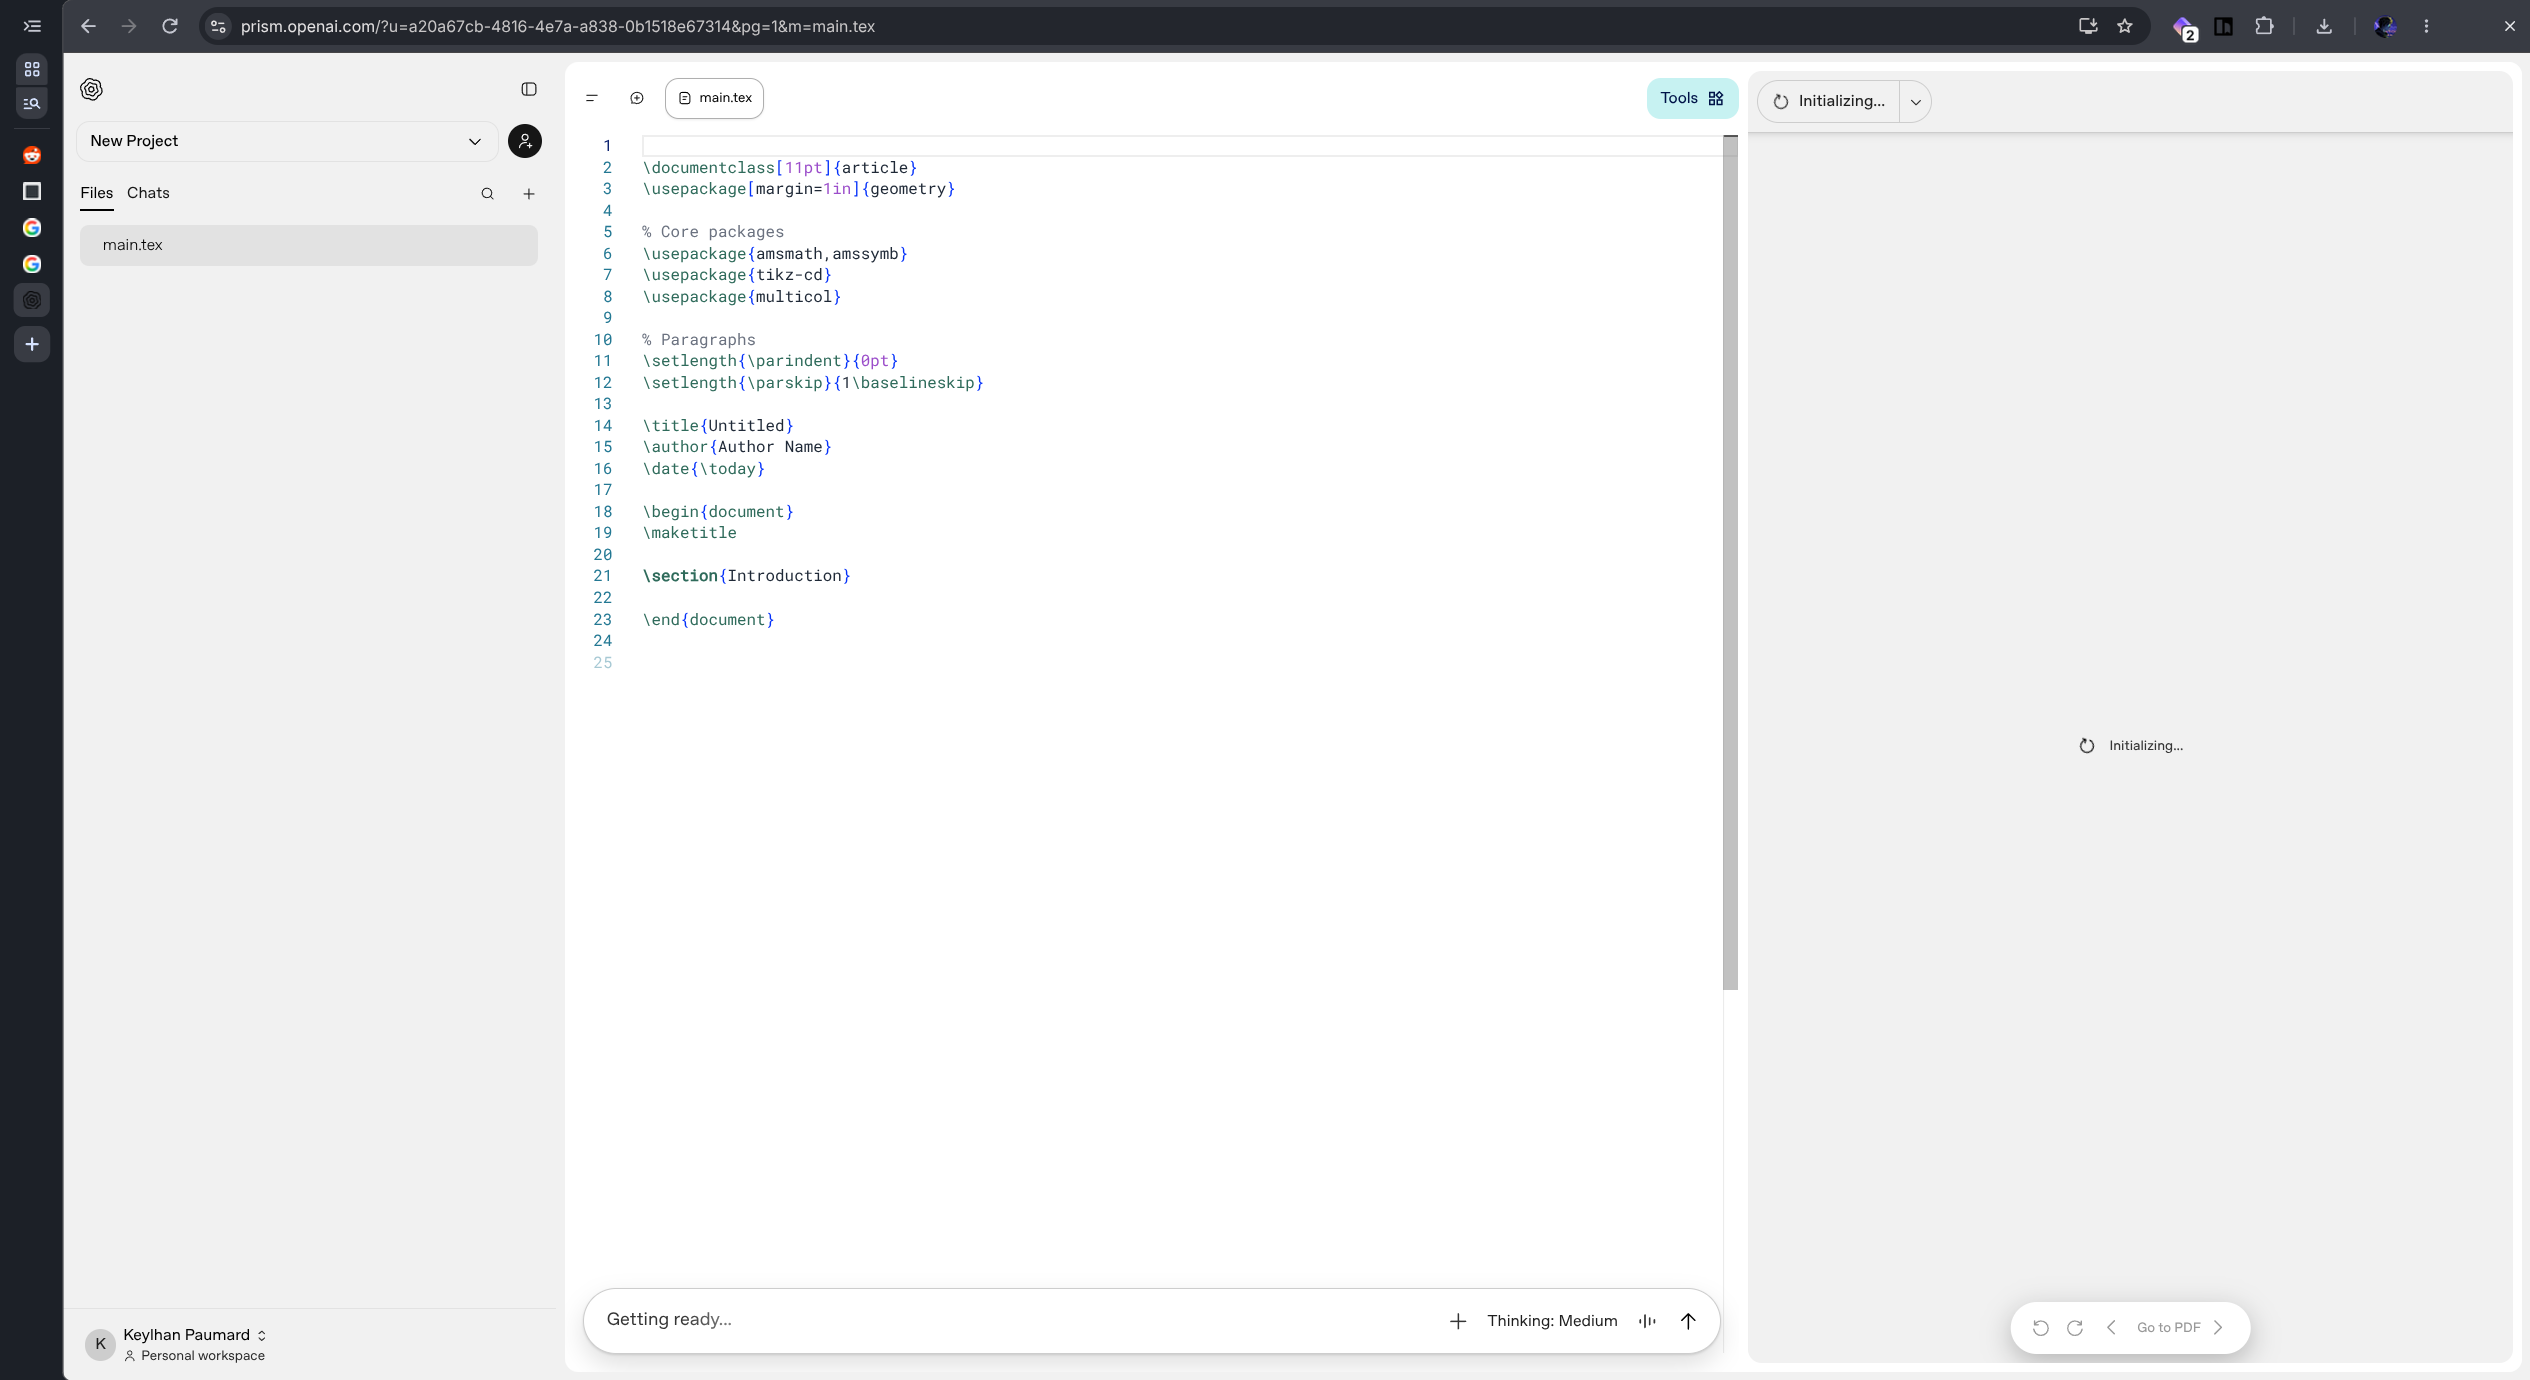 prism.openai.com/?u=a20a67cb-4816-4e7a-a838-0b1518e67314&pg=1&m=main.tex
2
New Project
Files Chats
main.tex
main.tex
Tools
Initializing...
1
2 \documentclass[11pt]{article}
3 \usepackage[margin=1in]{geometry}
4
5 % Core packages
6 \usepackage{amsmath,amssymb}
7 \usepackage{tikz-cd}
8 \usepackage{multicol}
9
10 % Paragraphs
11 \setlength{\parindent}{0pt}
12 \setlength{\parskip}{1\baselineskip}
13
14 \title{Untitled}
15 \author{Author Name}
16 \date{\today}
17
18 \begin{document}
19 \maketitle
20
21 \section{Introduction}
22
23 \end{document}
24
25
Initializing...
Getting ready...
Thinking: Medium
Go to PDF
K
Keylhan Paumard
Personal workspace